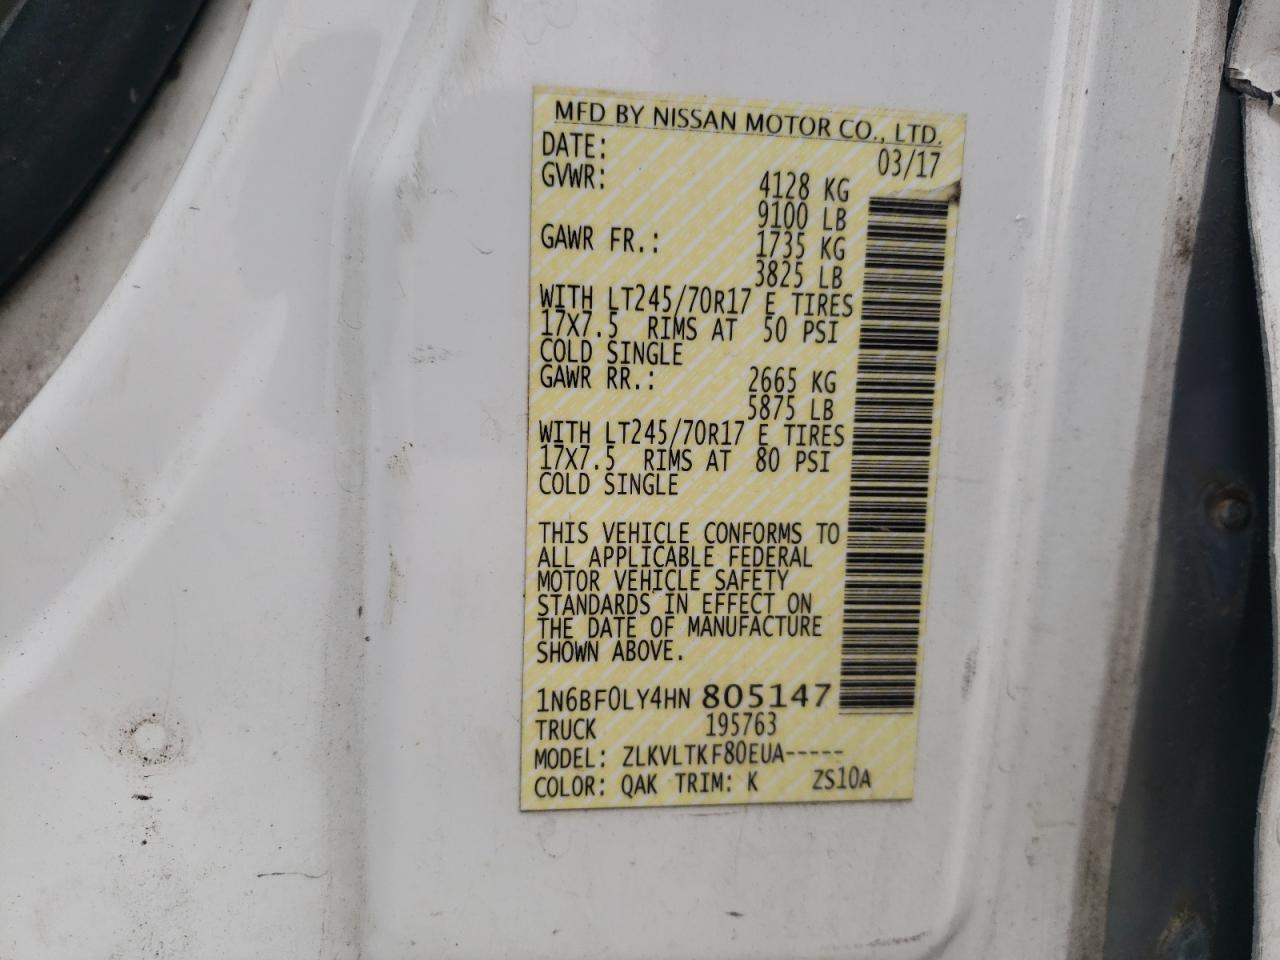 MFD BY NISSAN MOTOR CO., LTD.
DATE: 03/17
GVWR: 4128 KG
9100 LB
GAWR FR.: 1735 KG
3825 LB
WITH LT245/70R17 E TIRES
17X7.5 RIMS AT 50 PSI
COLD SINGLE
GAWR RR.: 2665 KG
5875 LB
WITH LT245/70R17 E TIRES
17X7.5 RIMS AT 80 PSI
COLD SINGLE
THIS VEHICLE CONFORMS TO
ALL APPLICABLE FEDERAL
MOTOR VEHICLE SAFETY
STANDARDS IN EFFECT ON
THE DATE OF MANUFACTURE
SHOWN ABOVE.
1N6BF0LY4HN 805147
TRUCK 195763
MODEL: ZLKVLTKF80EUA-----
COLOR: QAK TRIM: K ZS10A